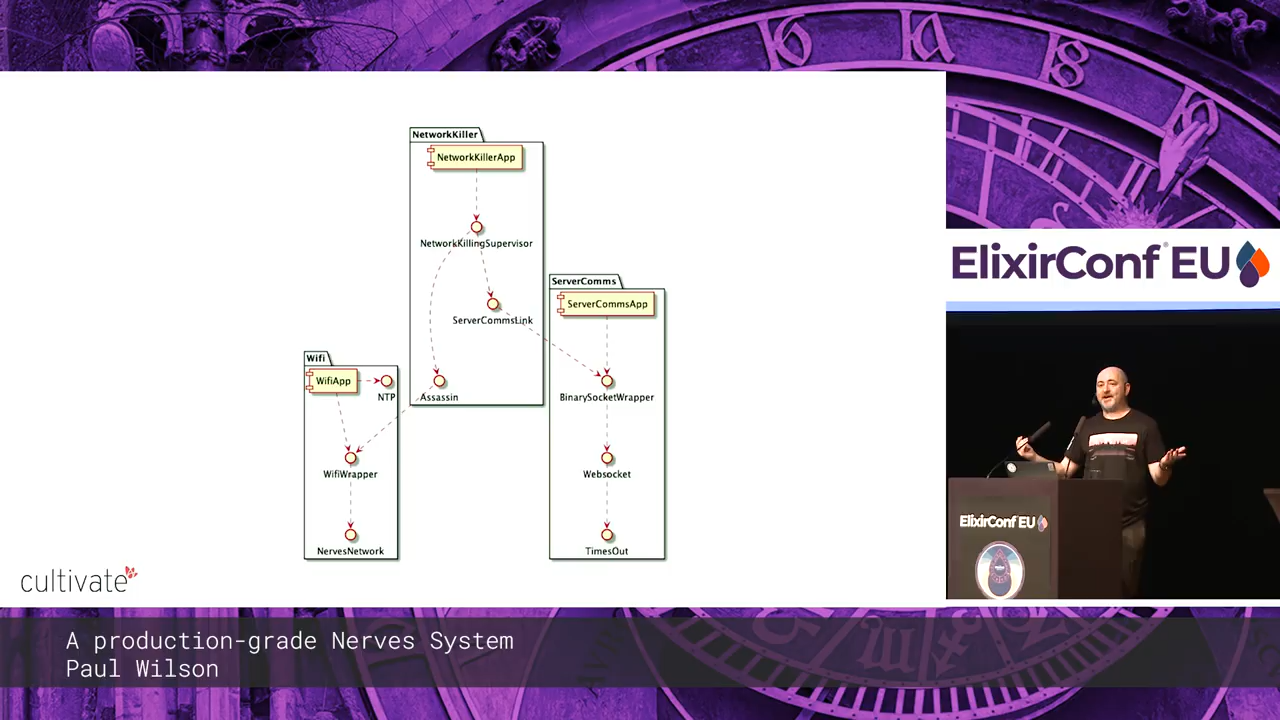 NetworkKiller
NetworkKillerApp
NetworkKillingSupervisor
ServerCommsLink
Assassin
ServerComms
ServerCommsApp
BinarySocketWrapper
Websocket
TimesOut
Wifi
WifiApp
NTP
WifiWrapper
NervesNetwork
cultivate
ElixirConf® EU
ElixirConf EU
A production-grade Nerves System
Paul Wilson